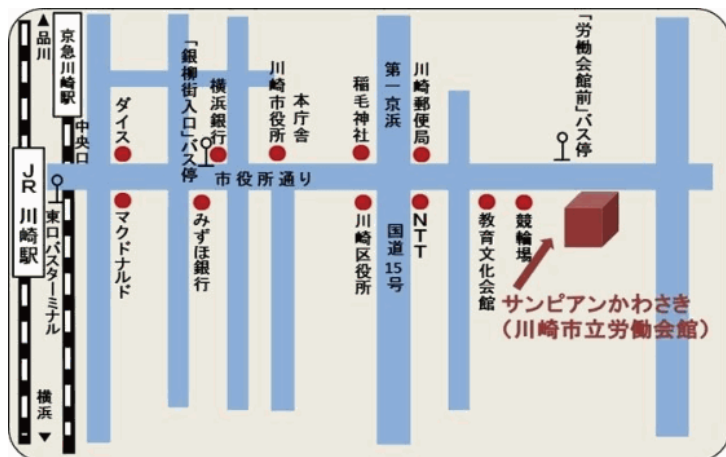 ▲品川
京急川崎駅
中央口
JR 川崎駅
東口バスターミナル
横浜▼
ダイス
「銀柳街入口」バス停
横浜銀行
川崎市役所
本庁舎
稲毛神社
第一京浜
川崎郵便局
「労働会館前」バス停
市役所通り
マクドナルド
みずほ銀行
川崎区役所
国道15号
NTT
教育文化会館
競輪場
サンピアンかわさき
(川崎市立労働会館)